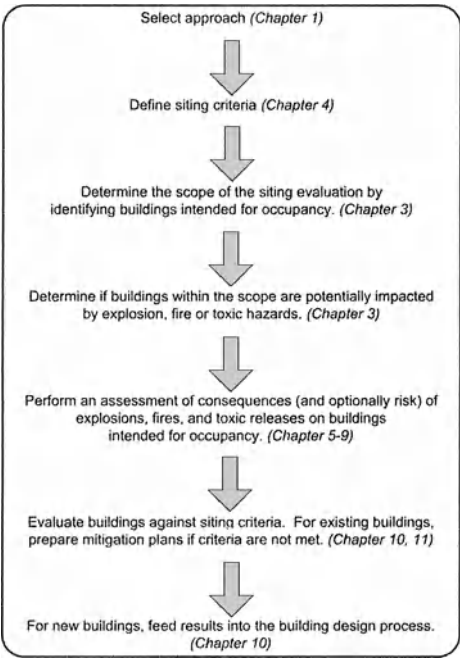 Select approach (Chapter 1)
Define siting criteria (Chapter 4)
Determine the scope of the siting evaluation by
identifying buildings intended for occupancy. (Chapter 3)
Determine if buildings within the scope are potentially impacted
by explosion, fire or toxic hazards. (Chapter 3)
Perform an assessment of consequences (and optionally risk) of
explosions, fires, and toxic releases on buildings
intended for occupancy. (Chapter 5-9)
Evaluate buildings against siting criteria. For existing buildings,
prepare mitigation plans if criteria are not met. (Chapter 10, 11)
For new buildings, feed results into the building design process.
(Chapter 10)